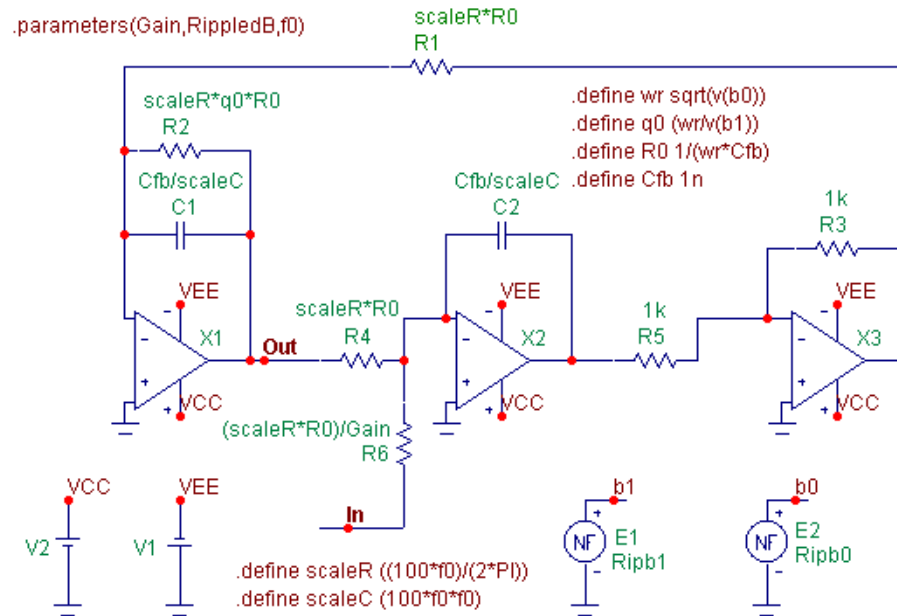 .parameters(Gain,RippledB,f0)
scaleR*R0
R1
scaleR*q0*R0
R2
.define wr sqrt(v(b0))
.define q0 (wr/v(b1))
.define R0 1/(wr*Cfb)
.define Cfb 1n
Cfb/scaleC
C1
Cfb/scaleC
C2
1k
R3
VEE
X1
VCC
Out
scaleR*R0
R4
VEE
X2
VCC
1k
R5
VEE
X3
VCC
(scaleR*R0)/Gain
R6
In
VCC
V2
VEE
V1
b1
NF
E1
Ripb1
b0
NF
E2
Ripb0
.define scaleR ((100*f0)/(2*PI))
.define scaleC (100*f0*f0)